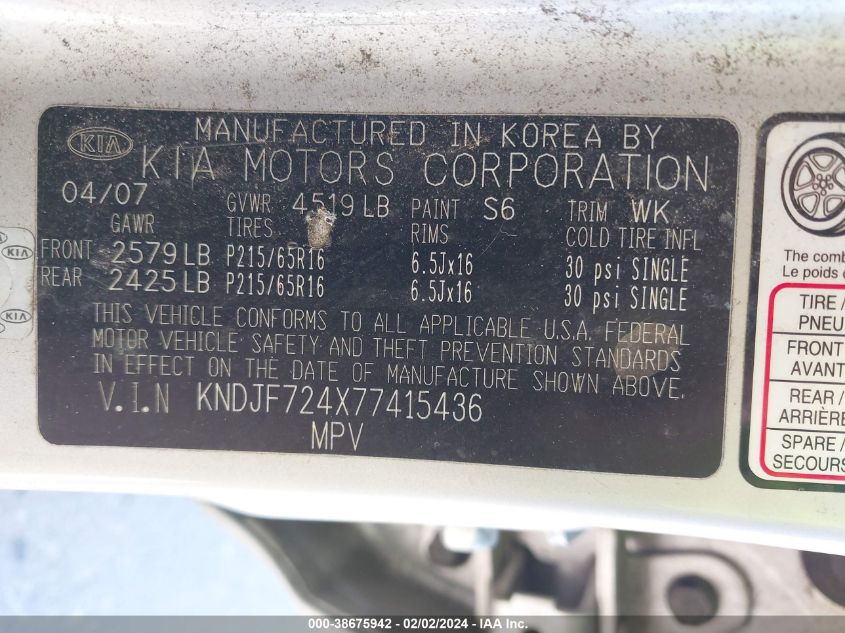 KIA
MANUFACTURED IN KOREA BY
KIA MOTORS CORPORATION
04/07 GVWR 4519 LB PAINT S6 TRIM WK
GAWR TIRES RIMS COLD TIRE INFL
FRONT 2579 LB P215/65R16 6.5Jx16 30 psi SINGLE
REAR 2425 LB P215/65R16 6.5Jx16 30 psi SINGLE
THIS VEHICLE CONFORMS TO ALL APPLICABLE U.S.A. FEDERAL
MOTOR VEHICLE SAFETY AND THEFT PREVENTION STANDARDS
IN EFFECT ON THE DATE OF MANUFACTURE SHOWN ABOVE.
V.I.N KNDJF724X77415436
MPV
KIA
KIA
The comb
Le poids
TIRE /
PNEU
FRONT
AVANT
REAR /
ARRIÈRE
SPARE /
SECOURS
000-38675942 - 02/02/2024 - IAA Inc.